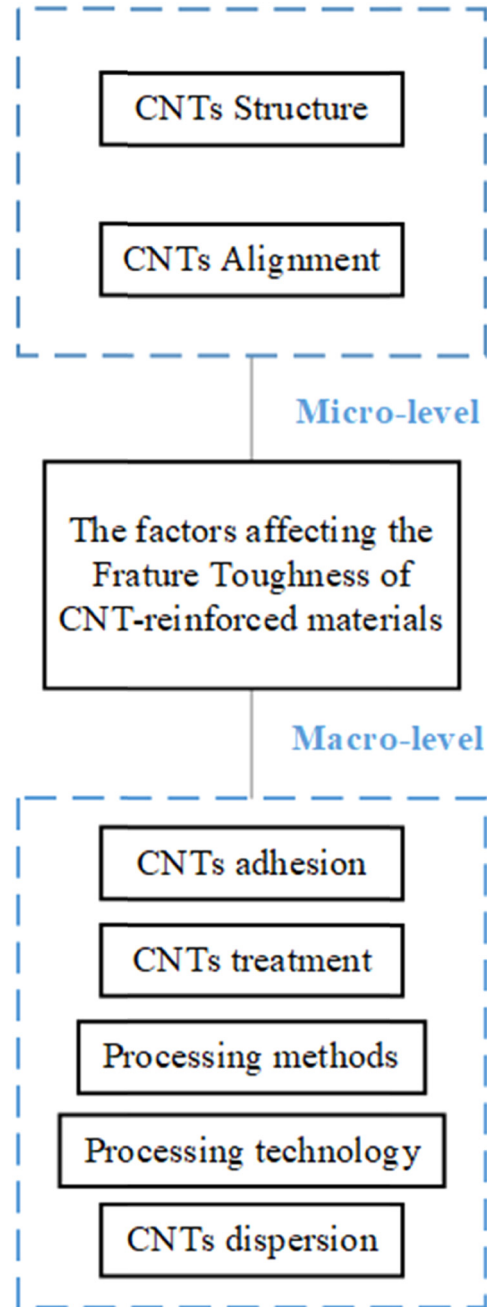 CNTs Structure
CNTs Alignment
Micro-level
The factors affecting the
Frature Toughness of
CNT-reinforced materials
Macro-level
CNTs adhesion
CNTs treatment
Processing methods
Processing technology
CNTs dispersion